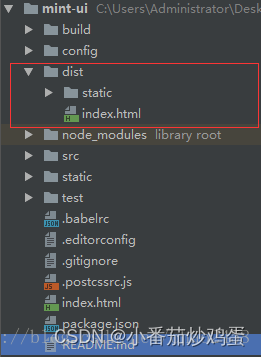 mint-ui C:\Users\Administrator\Desk
build
config
dist
static
index.html
node_modules library root
src
static
test
.babelrc
.editorconfig
.gitignore
.postcssrc.js
index.html
package.json
README.md
CSDN @小番茄炒鸡蛋